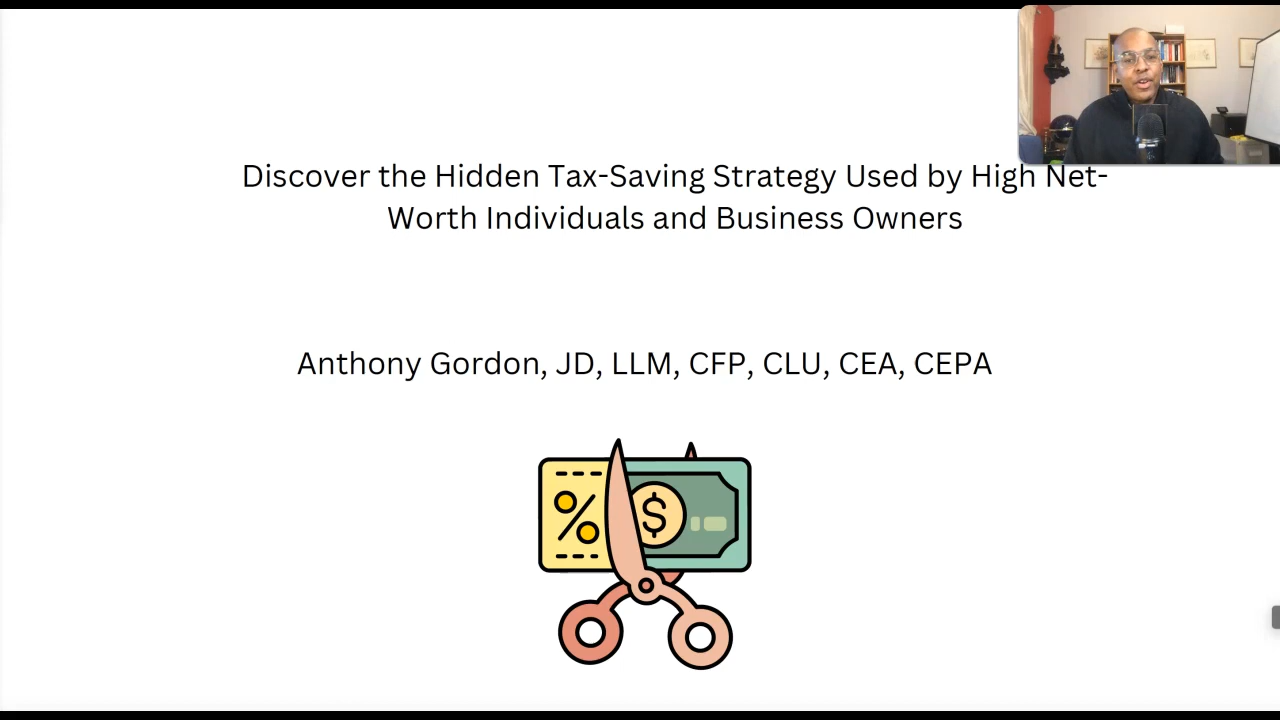 Discover the Hidden Tax-Saving Strategy Used by High Net-
Worth Individuals and Business Owners
Anthony Gordon, JD, LLM, CFP, CLU, CEA, CEPA
% $